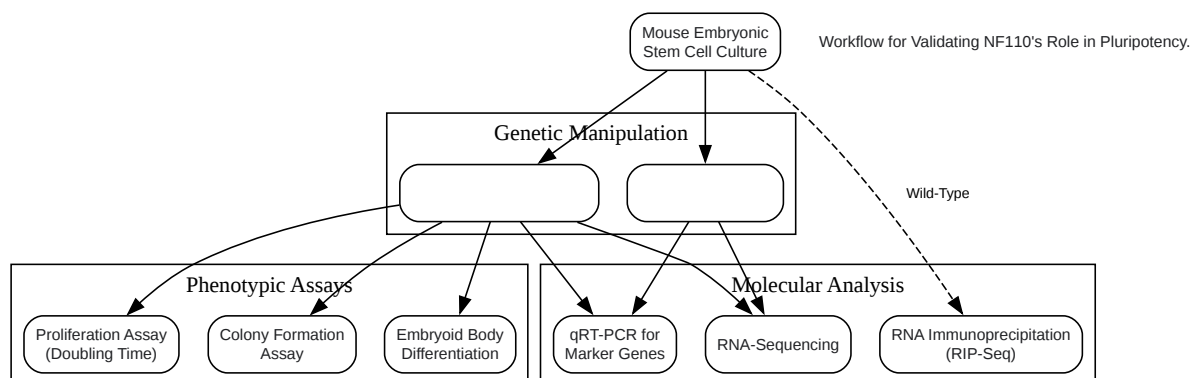 Mouse Embryonic
Stem Cell Culture
Workflow for Validating NF110's Role in Pluripotency.
Genetic Manipulation
Wild-Type
Phenotypic Assays
Molecular Analysis
Proliferation Assay
(Doubling Time)
Colony Formation
Assay
Embryoid Body
Differentiation
qRT-PCR for
Marker Genes
RNA-Sequencing
RNA Immunoprecipitation
(RIP-Seq)